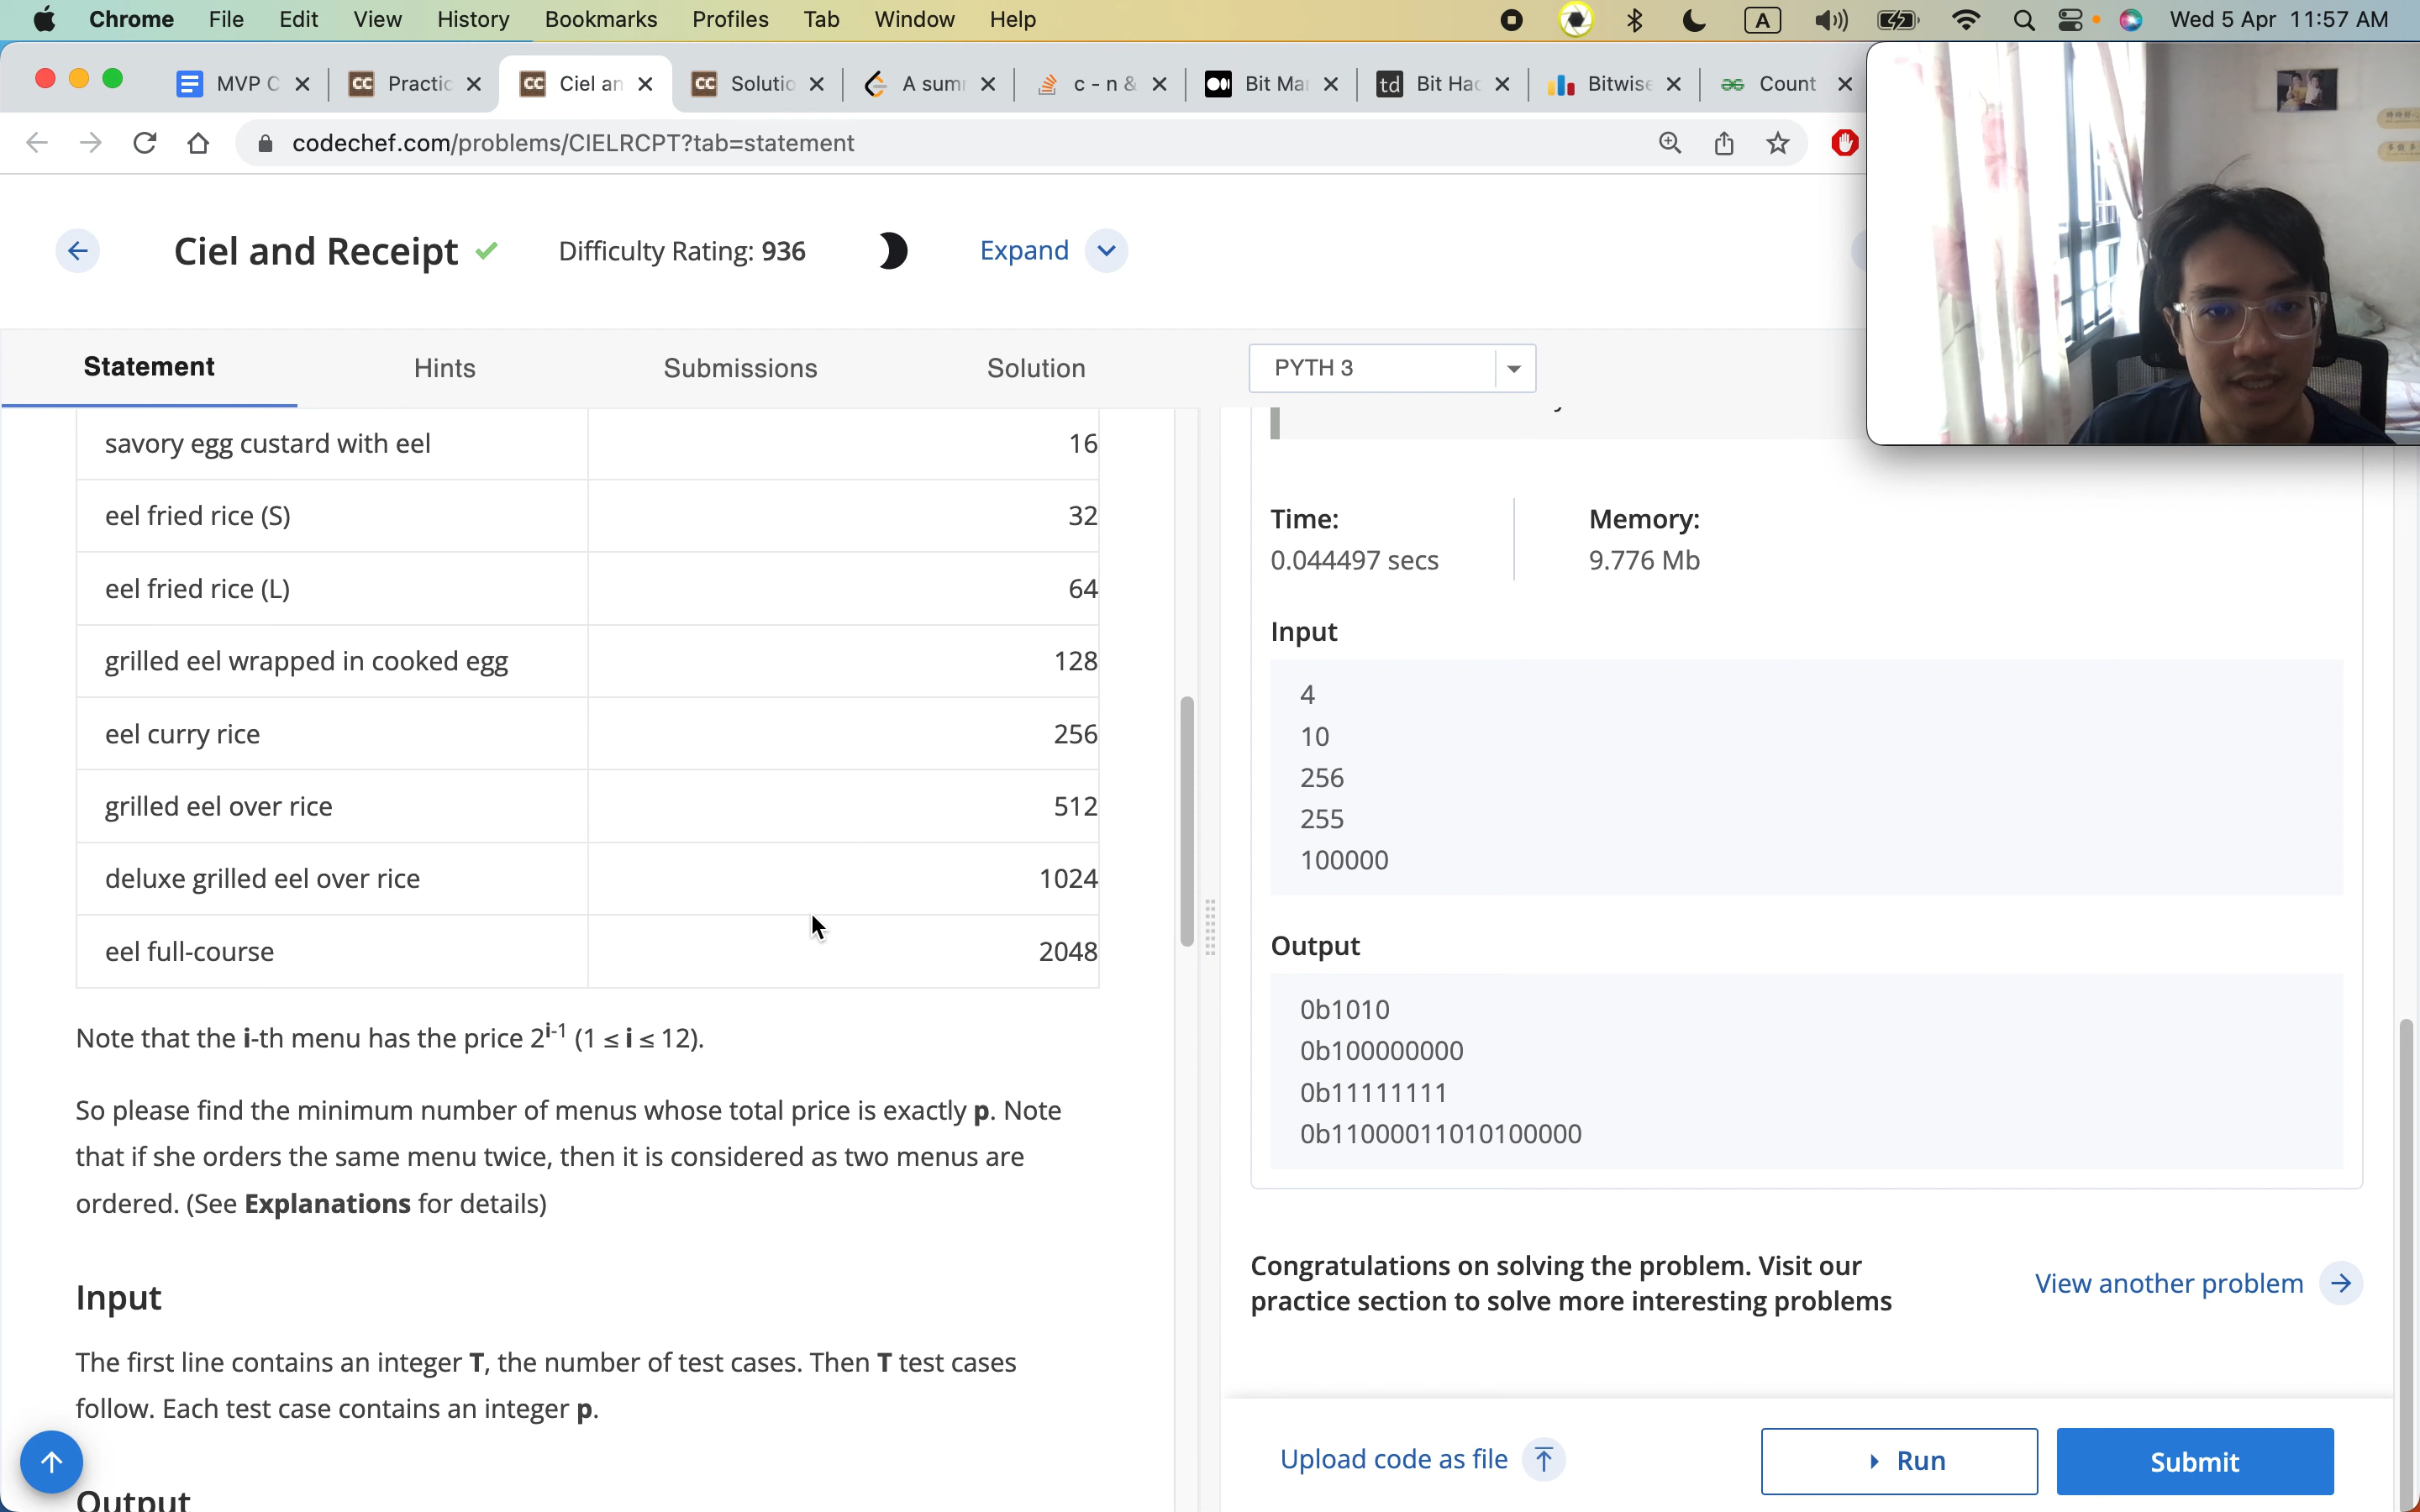 Chrome File Edit View History Bookmarks Profiles Tab Window Help A Wed 5 Apr 11:57 AM
MVP C CC Practic CC Ciel an CC Solutio A sum c - n & Bit Ma td Bit Hac Bitwise Count
codechef.com/problems/CIELRCPT?tab=statement
Ciel and Receipt Difficulty Rating: 936 Expand
Statement Hints Submissions Solution PYTH 3
savory egg custard with eel 16
eel fried rice (S) 32
eel fried rice (L) 64
grilled eel wrapped in cooked egg 128
eel curry rice 256
grilled eel over rice 512
deluxe grilled eel over rice 1024
eel full-course 2048
Note that the i-th menu has the price 2^i-1 (1 ≤ i ≤ 12).
So please find the minimum number of menus whose total price is exactly p. Note
that if she orders the same menu twice, then it is considered as two menus are
ordered. (See Explanations for details)
Input
The first line contains an integer T, the number of test cases. Then T test cases
follow. Each test case contains an integer p.
Output
Time: Memory:
0.044497 secs 9.776 Mb
Input
4
10
256
255
100000
Output
0b1010
0b100000000
0b11111111
0b11000011010100000
Congratulations on solving the problem. Visit our
practice section to solve more interesting problems
View another problem
Upload code as file Run Submit